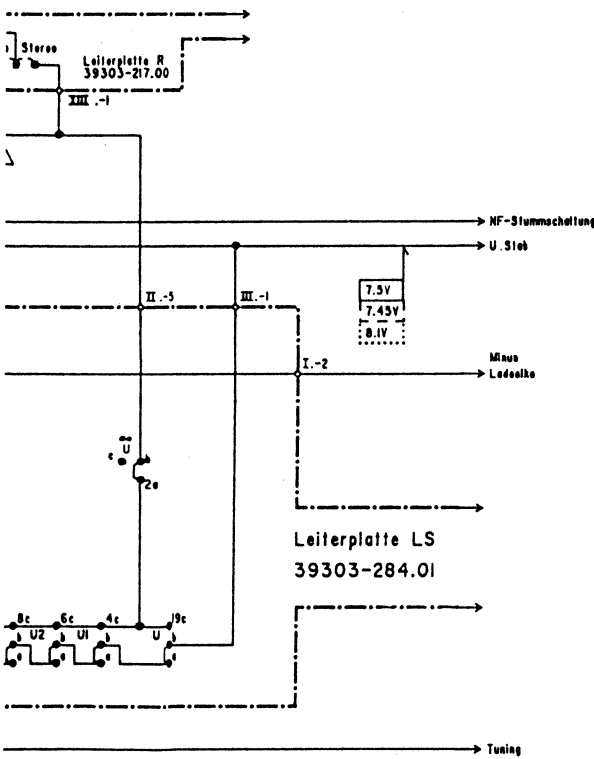 Stereo
Leiterplatte R
39303-217.00
XIII.-1
NF-Stummschaltung
U.Stab
7.5V
7.45V
8.1V
II.-5
III.-1
I.-2
Minus
Ladeelko
U
c b
2a
Leiterplatte LS
39303-284.01
8c 6c 4c 19c
b U2 b U1 b U b
a a a a
Tuning